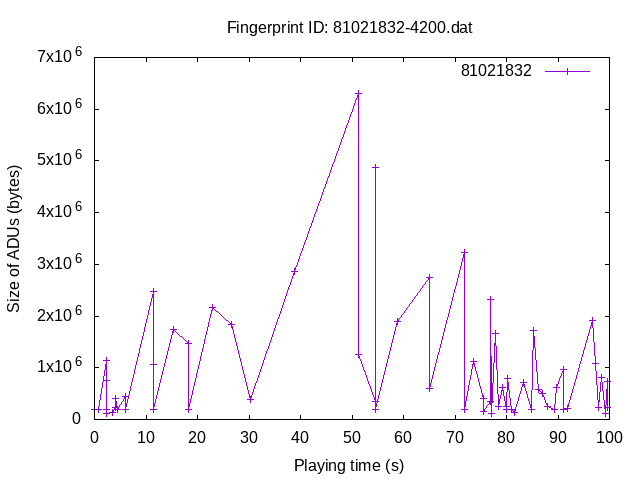 Fingerprint ID: 81021832-4200.dat
7x10^6
6x10^6
5x10^6
4x10^6
3x10^6
2x10^6
1x10^6
0
81021832
Size of ADUs (bytes)
0 10 20 30 40 50 60 70 80 90 100
Playing time (s)